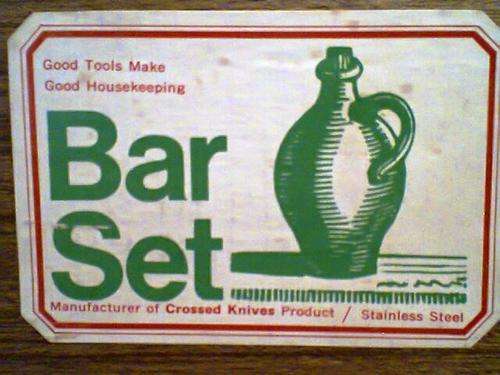 Good Tools Make
Good Housekeeping
Bar
Set
Manufacturer of Crossed Knives Product / Stainless Steel